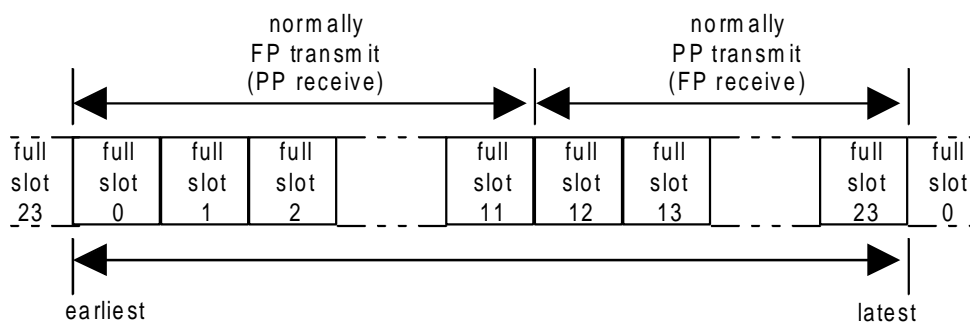 normally
FP transmit
(PP receive)
normally
PP transmit
(FP receive)
full
slot
23
full
slot
0
full
slot
1
full
slot
2
full
slot
11
full
slot
12
full
slot
13
full
slot
23
full
slot
0
earliest
latest